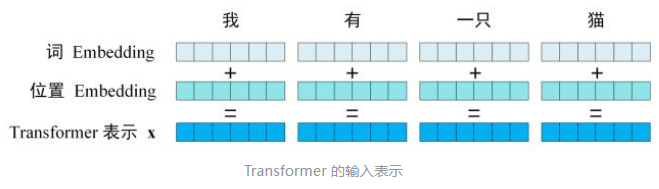 我 有 一只 猫
词 Embedding
+ + + +
位置 Embedding
= = = =
Transformer 表示 x
Transformer 的输入表示